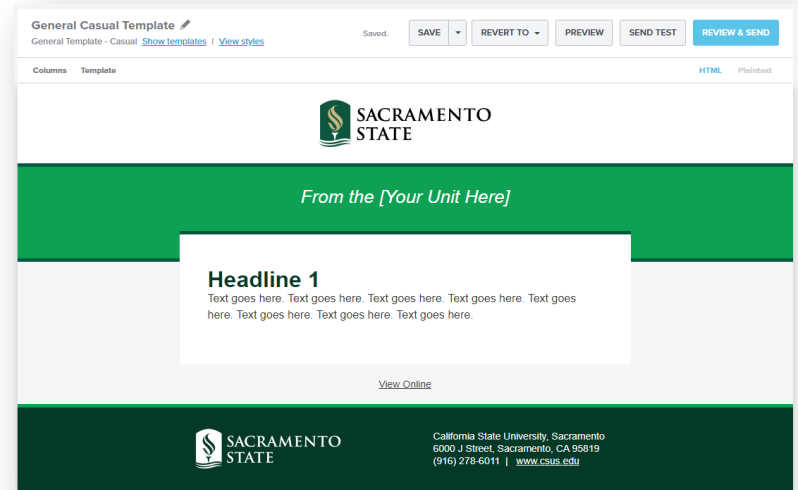 General Casual Template
General Template - Casual Show templates | View styles
Saved.
SAVE
REVERT TO
PREVIEW
SEND TEST
REVIEW & SEND
Columns Template
HTML Plaintext
SACRAMENTO
STATE
From the [Your Unit Here]
Headline 1
Text goes here. Text goes here. Text goes here. Text goes here. Text goes
here. Text goes here. Text goes here. Text goes here.
View Online
SACRAMENTO
STATE
California State University, Sacramento
6000 J Street, Sacramento, CA 95819
(916) 278-6011 | www.csus.edu